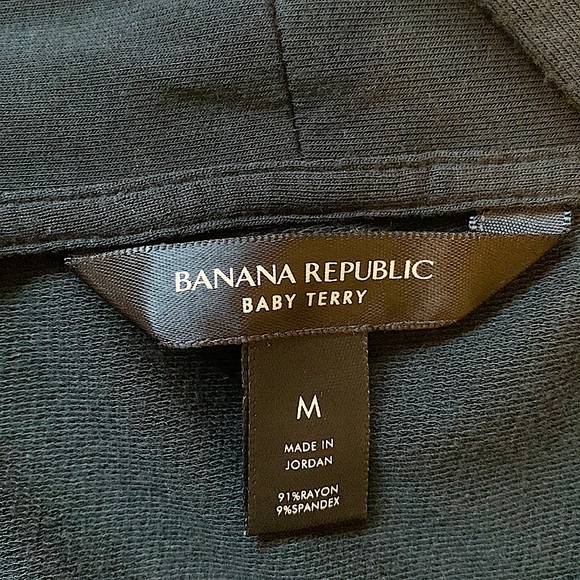 BANANA REPUBLIC
BABY TERRY
M
MADE IN
JORDAN
91%RAYON
9%SPANDEX